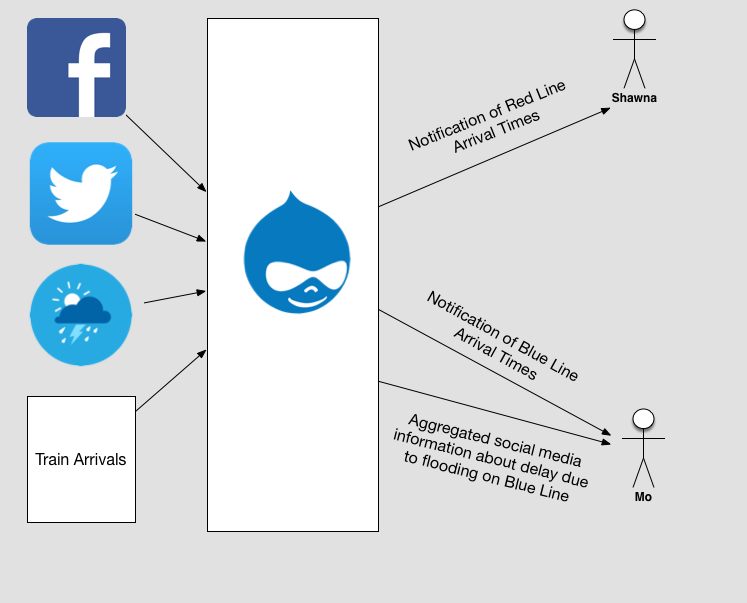 Shawna
Notification of Red Line
Arrival Times
Notification of Blue Line
Arrival Times
Train Arrivals
Aggregated social media
information about delay due
to flooding on Blue Line
Mo